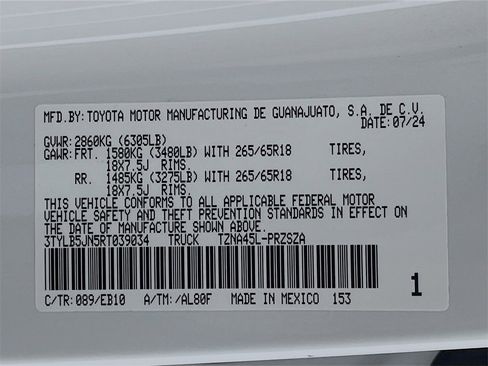 MFD.BY: TOYOTA MOTOR MANUFACTURING DE GUANAJUATO, S.A. DE C.V.
DATE: 07/24
GVWR: 2860KG (6305LB)
GAWR: FRT. 1580KG (3480LB) WITH 265/65R18 TIRES,
18X7.5J RIMS.
RR. 1485KG (3275LB) WITH 265/65R18 TIRES,
18X7.5J RIMS.
THIS VEHICLE CONFORMS TO ALL APPLICABLE FEDERAL MOTOR
VEHICLE SAFETY AND THEFT PREVENTION STANDARDS IN EFFECT ON
THE DATE OF MANUFACTURE SHOWN ABOVE.
3TYLB5JN5RT039034 TRUCK TZNA45L-PRZSZA
C/TR: 089/EB10 A/TM: /AL80F MADE IN MEXICO 153 1